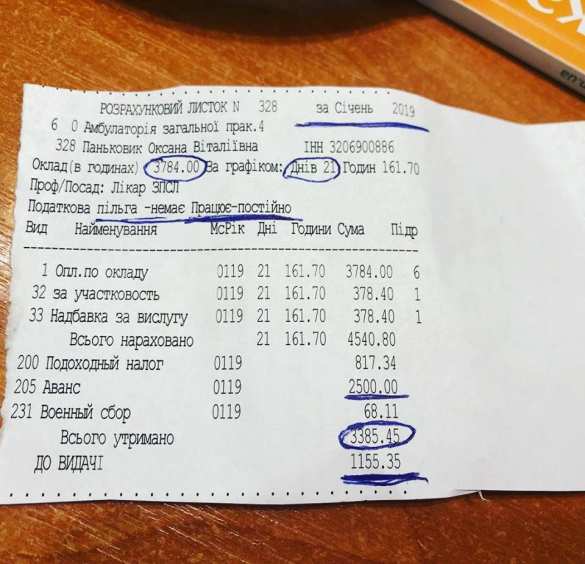 РОЗРАХУНКОВИЙ ЛИСТОК N 328 за Січень 2019
6 0 Амбулаторія загальної прак.4
328 Паньковик Оксана Віталіївна ІНН 3206900886
Оклад(в годинах) 3784.00 За графіком: Днів 21 Годин 161.70
Проф/Посад: Лікар ЗПСЛ
Податкова пільга -немає Працює-постійно
Вид Найменування МсРік Дні Години Сума Підр
1 Опл.по окладу 0119 21 161.70 3784.00 6
32 за участковость 0119 21 161.70 378.40 1
33 Надбавка за вислугу 0119 21 161.70 378.40 1
Всього нараховано 21 161.70 4540.80
200 Подоходный налог 0119 817.34
205 Аванс 0119 2500.00
231 Военный сбор 0119 68.11
Всього утримано 3385.45
ДО ВИДАЧІ 1155.35